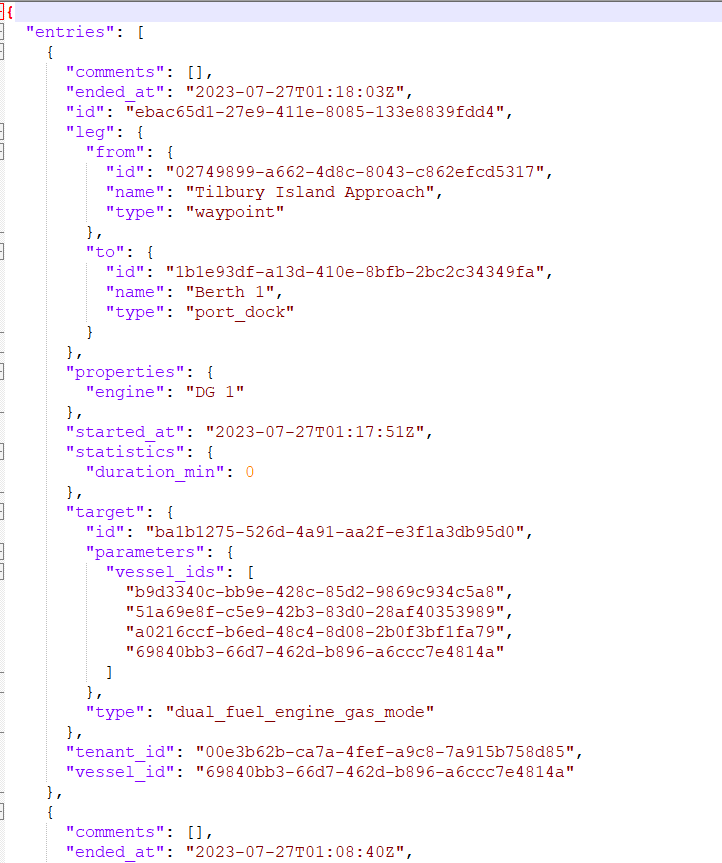 {
  "entries": [
    {
      "comments": [],
      "ended_at": "2023-07-27T01:18:03Z",
      "id": "ebac65d1-27e9-411e-8085-133e8839fdd4",
      "leg": {
        "from": {
          "id": "02749899-a662-4d8c-8043-c862efcd5317",
          "name": "Tilbury Island Approach",
          "type": "waypoint"
        },
        "to": {
          "id": "1b1e93df-a13d-410e-8bfb-2bc2c34349fa",
          "name": "Berth 1",
          "type": "port_dock"
        }
      },
      "properties": {
        "engine": "DG 1"
      },
      "started_at": "2023-07-27T01:17:51Z",
      "statistics": {
        "duration_min": 0
      },
      "target": {
        "id": "ba1b1275-526d-4a91-aa2f-e3f1a3db95d0",
        "parameters": {
          "vessel_ids": [
            "b9d3340c-bb9e-428c-85d2-9869c934c5a8",
            "51a69e8f-c5e9-42b3-83d0-28af40353989",
            "a0216ccf-b6ed-48c4-8d08-2b0f3bf1fa79",
            "69840bb3-66d7-462d-b896-a6ccc7e4814a"
          ]
        },
        "type": "dual_fuel_engine_gas_mode"
      },
      "tenant_id": "00e3b62b-ca7a-4fef-a9c8-7a915b758d85",
      "vessel_id": "69840bb3-66d7-462d-b896-a6ccc7e4814a"
    },
    {
      "comments": [],
      "ended_at": "2023-07-27T01:08:40Z",